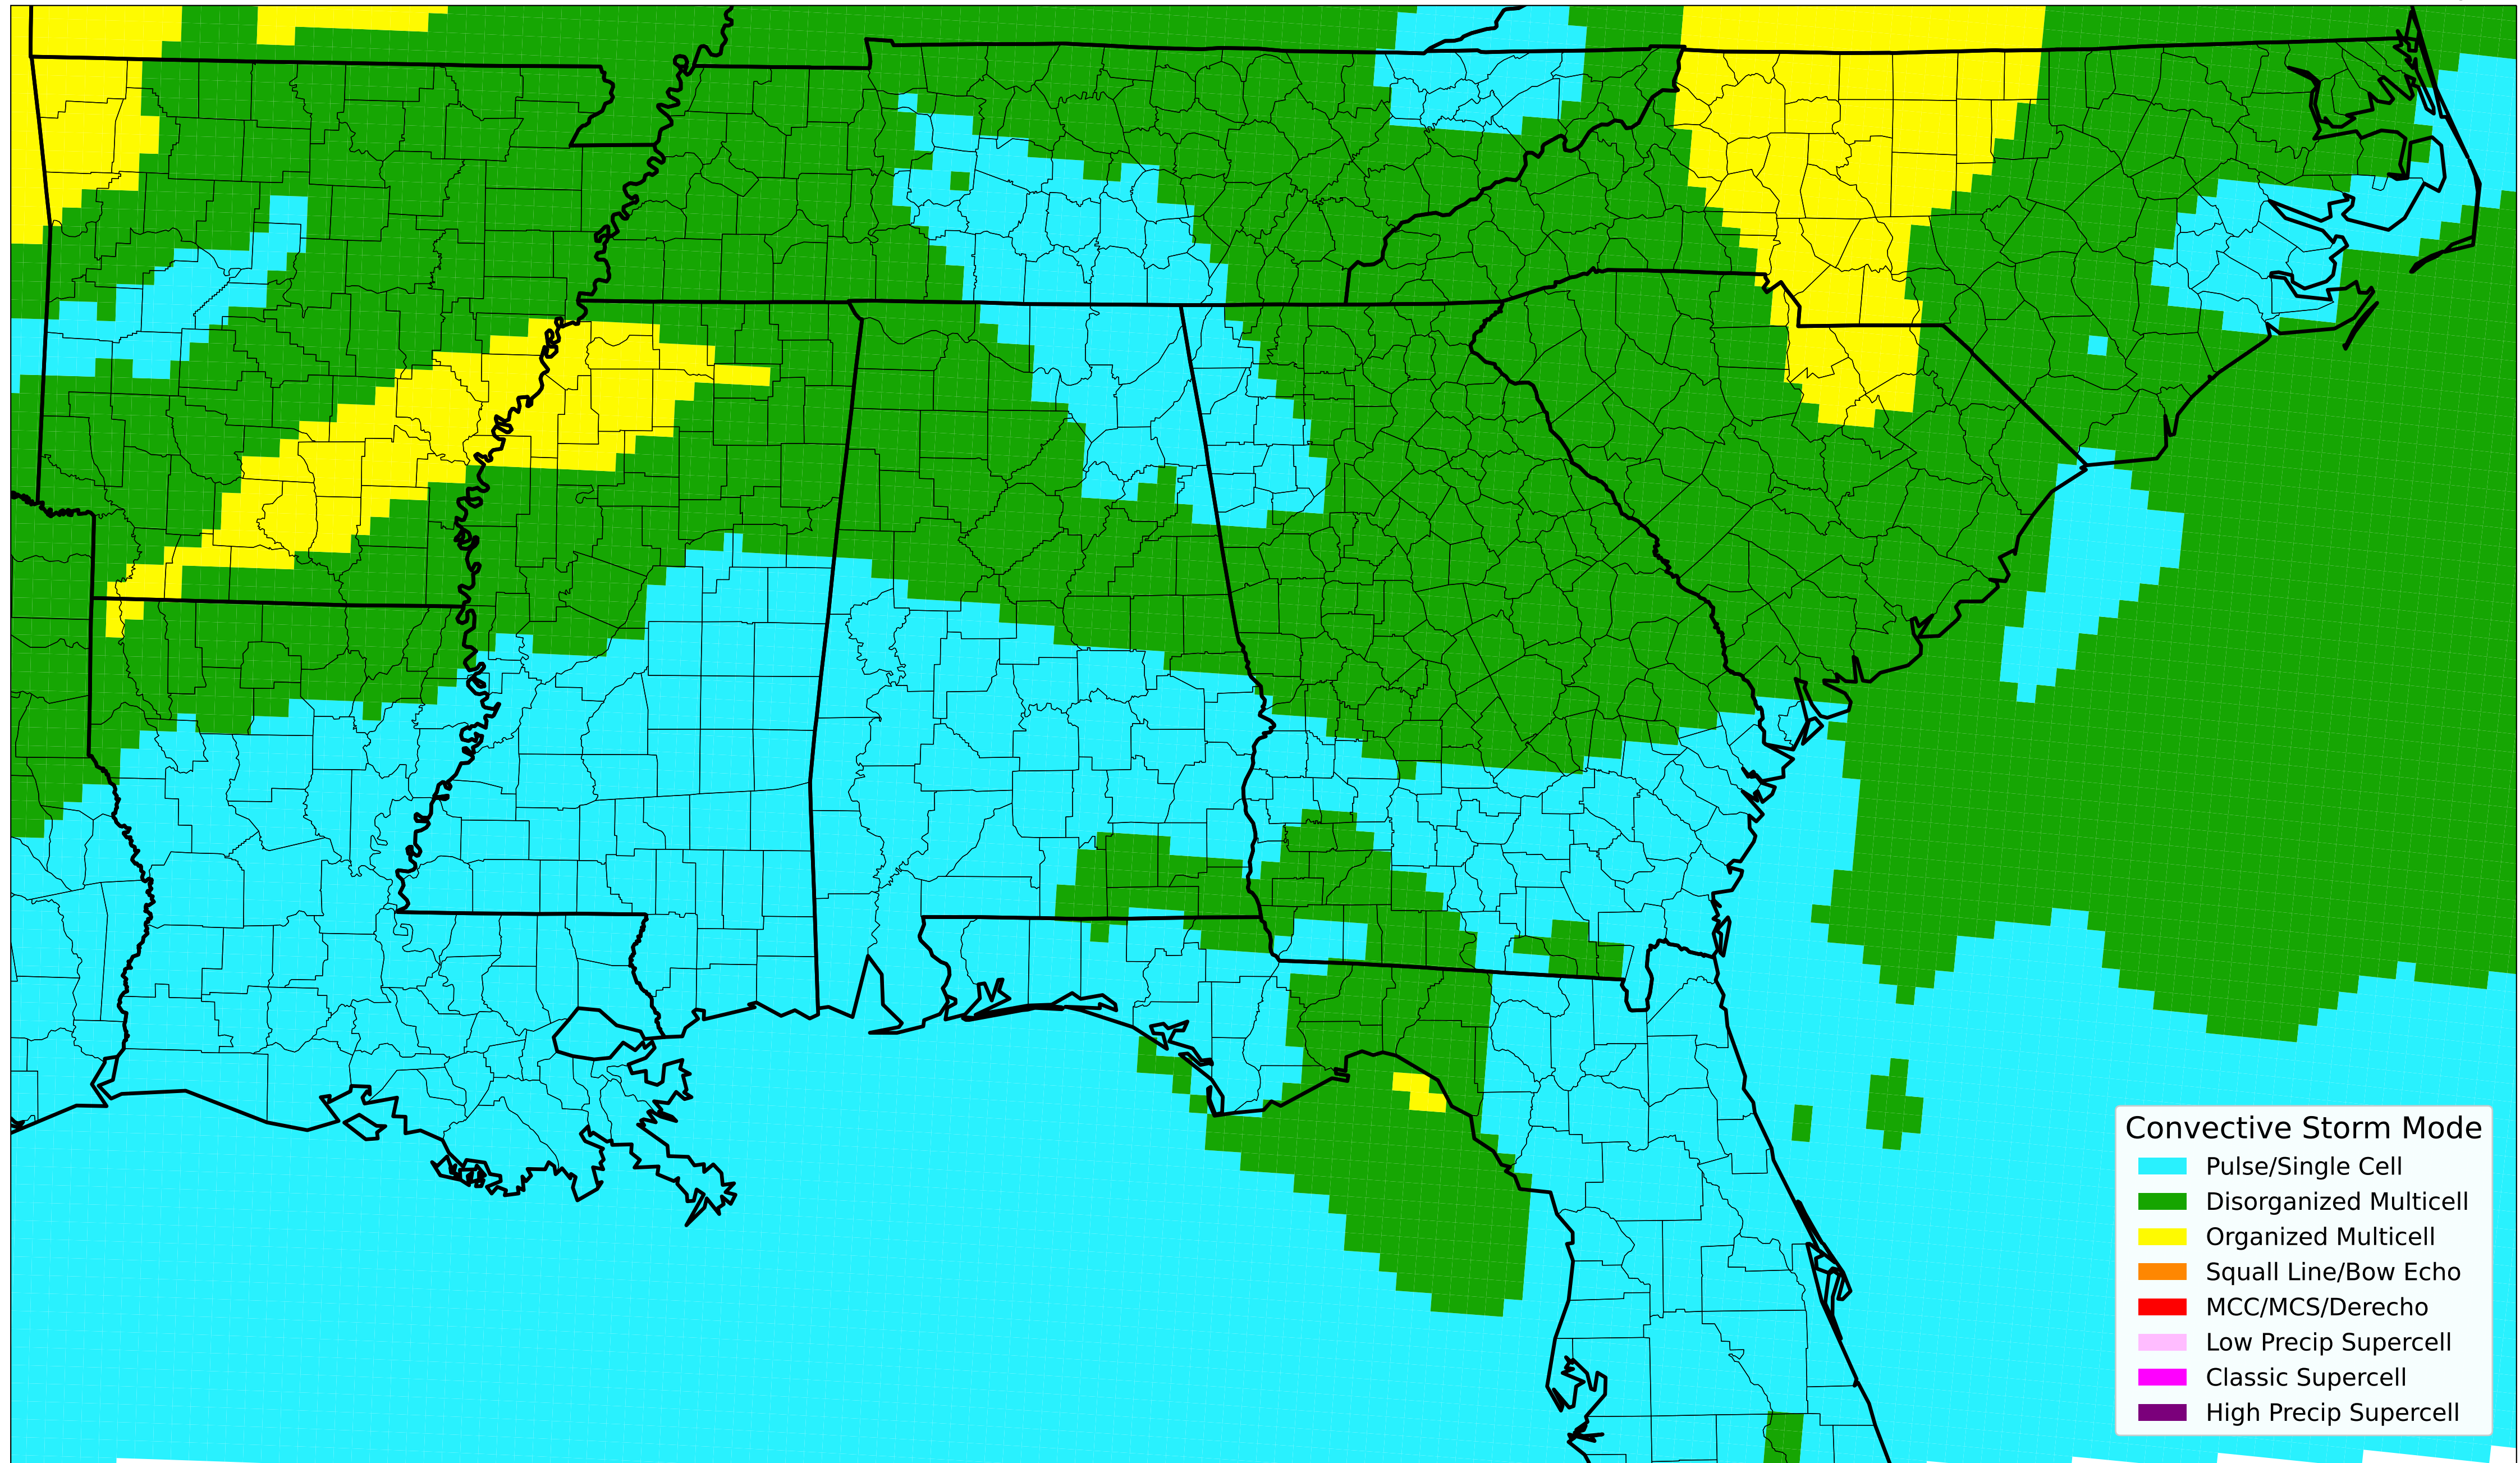 Convective Storm Mode
Pulse/Single Cell
Disorganized Multicell
Organized Multicell
Squall Line/Bow Echo
MCC/MCS/Derecho
Low Precip Supercell
Classic Supercell
High Precip Supercell